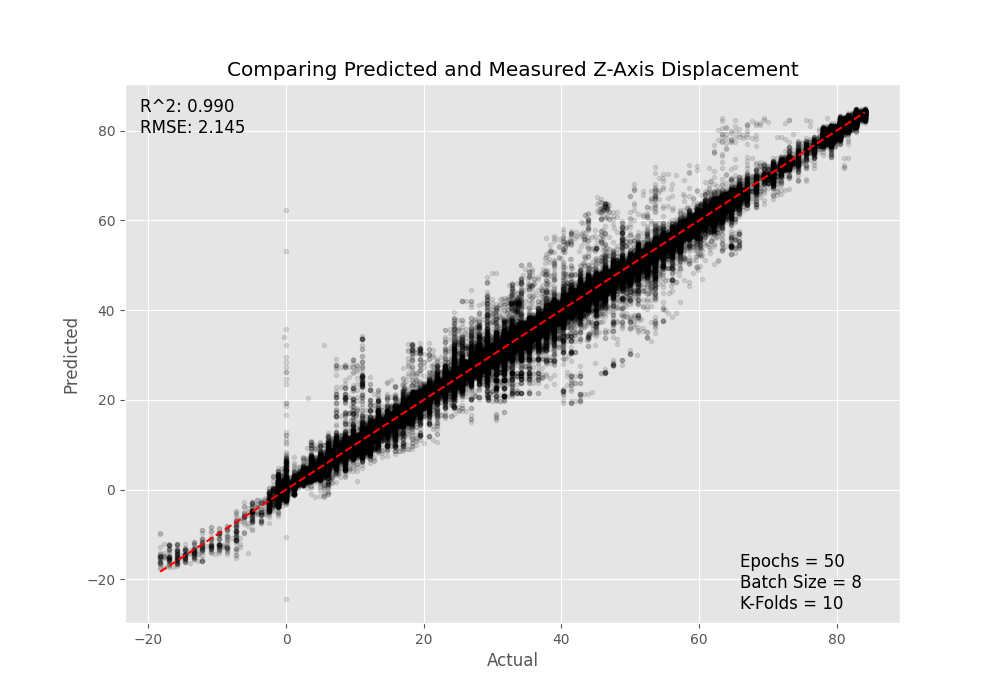 Comparing Predicted and Measured Z-Axis Displacement
R^2: 0.990
RMSE: 2.145
80
60
40
20
0
−20
Predicted
Epochs = 50
Batch Size = 8
K-Folds = 10
−20 0 20 40 60 80
Actual